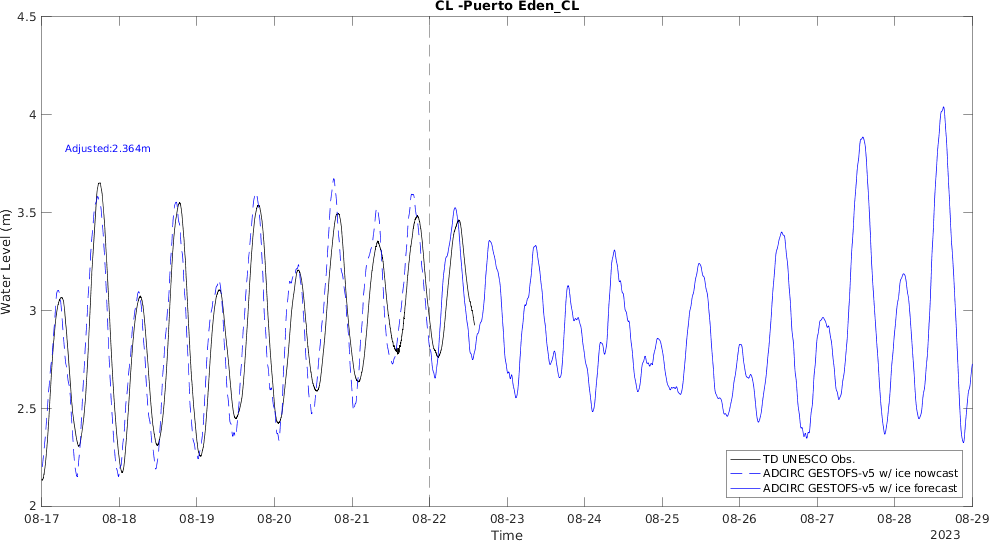 CL -Puerto Eden_CL
4.5
4
3.5
3
2.5
2
Water Level (m)
Adjusted:2.364m
TD UNESCO Obs.
ADCIRC GESTOFS-v5 w/ ice nowcast
ADCIRC GESTOFS-v5 w/ ice forecast
08-17 08-18 08-19 08-20 08-21 08-22 08-23 08-24 08-25 08-26 08-27 08-28 08-29
Time
2023